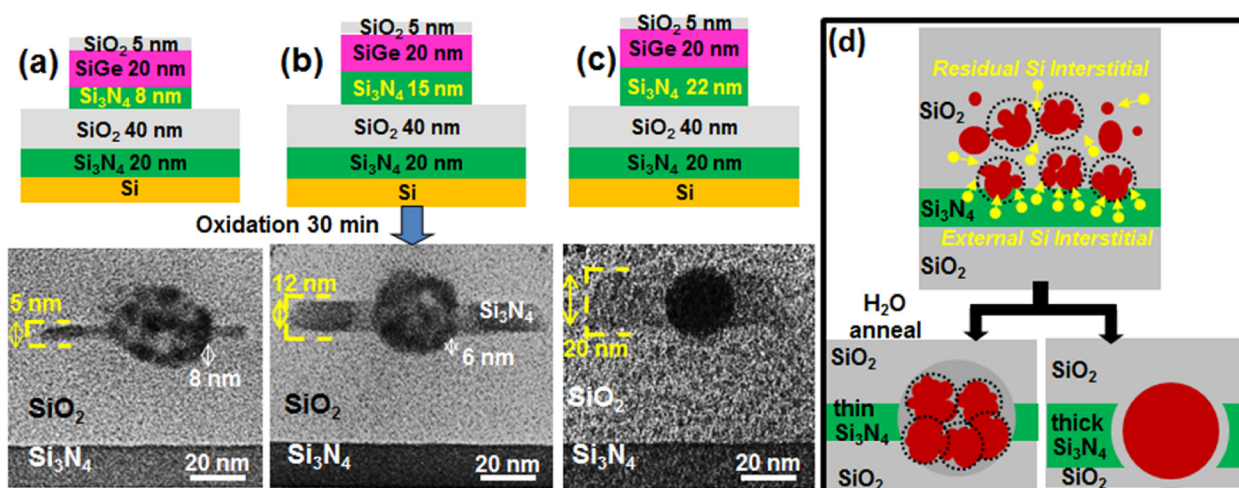 (a)
SiO₂ 5 nm
SiGe 20 nm
Si₃N₄ 8 nm
SiO₂ 40 nm
Si₃N₄ 20 nm
Si
(b)
SiO₂ 5 nm
SiGe 20 nm
Si₃N₄ 15 nm
SiO₂ 40 nm
Si₃N₄ 20 nm
Si
(c)
SiO₂ 5 nm
SiGe 20 nm
Si₃N₄ 22 nm
SiO₂ 40 nm
Si₃N₄ 20 nm
Si
Oxidation 30 min
5 nm
8 nm
SiO₂
Si₃N₄
20 nm
12 nm
Si₃N₄
6 nm
SiO₂
Si₃N₄
20 nm
20 nm
SiO₂
Si₃N₄
20 nm
(d)
Residual Si Interstitial
SiO₂
Si₃N₄
External Si Interstitial
SiO₂
H₂O
anneal
SiO₂
thin
Si₃N₄
SiO₂
SiO₂
thick
Si₃N₄
SiO₂